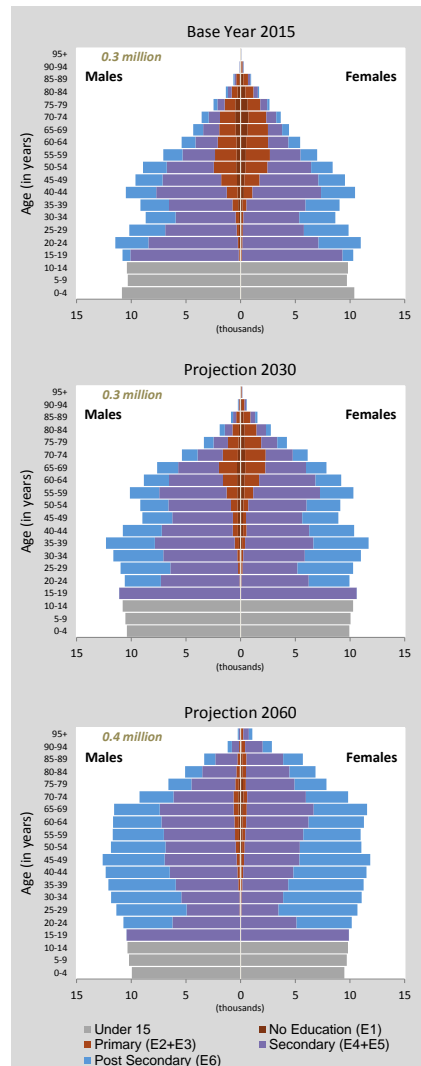 Base Year 2015
0.3 million
Males
Females
Age (in years)
95+
90-94
85-89
80-84
75-79
70-74
65-69
60-64
55-59
50-54
45-49
40-44
35-39
30-34
25-29
20-24
15-19
10-14
5-9
0-4
15 10 5 0 5 10 15
(thousands)
Projection 2030
0.3 million
Males
Females
Age (in years)
95+
90-94
85-89
80-84
75-79
70-74
65-69
60-64
55-59
50-54
45-49
40-44
35-39
30-34
25-29
20-24
15-19
10-14
5-9
0-4
15 10 5 0 5 10 15
(thousands)
Projection 2060
0.4 million
Males
Females
Age (in years)
95+
90-94
85-89
80-84
75-79
70-74
65-69
60-64
55-59
50-54
45-49
40-44
35-39
30-34
25-29
20-24
15-19
10-14
5-9
0-4
15 10 5 0 5 10 15
(thousands)
Under 15
No Education (E1)
Primary (E2+E3)
Secondary (E4+E5)
Post Secondary (E6)